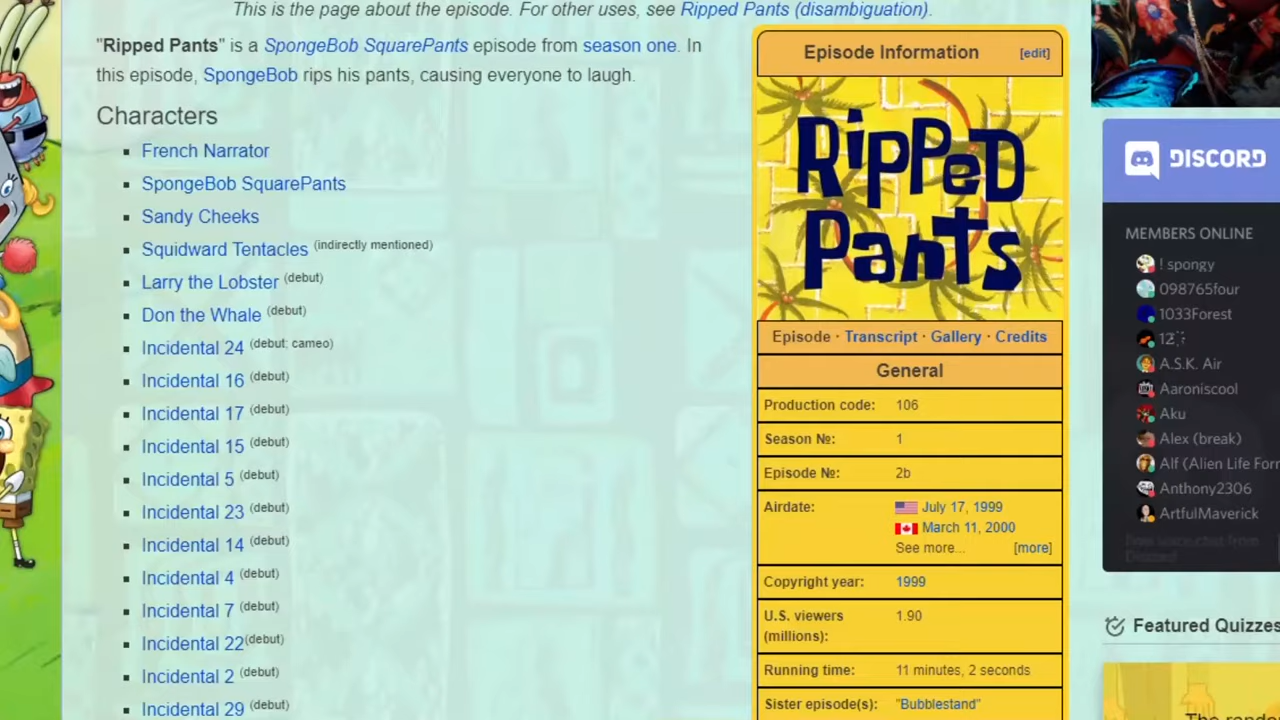 This is the page about the episode. For other uses, see Ripped Pants (disambiguation).
"Ripped Pants" is a SpongeBob SquarePants episode from season one. In
this episode, SpongeBob rips his pants, causing everyone to laugh.
Characters
French Narrator
SpongeBob SquarePants
Sandy Cheeks
Squidward Tentacles (indirectly mentioned)
Larry the Lobster (debut)
Don the Whale (debut)
Incidental 24 (debut; cameo)
Incidental 16 (debut)
Incidental 17 (debut)
Incidental 15 (debut)
Incidental 5 (debut)
Incidental 23 (debut)
Incidental 14 (debut)
Incidental 4 (debut)
Incidental 7 (debut)
Incidental 22(debut)
Incidental 2 (debut)
Incidental 29 (debut)
Episode Information [edit]
RiPPeD
Pants
Episode · Transcript · Gallery · Credits
General
Production code: 106
Season №: 1
Episode №: 2b
Airdate: July 17, 1999
March 11, 2000
See more... [more]
Copyright year: 1999
U.S. viewers 1.90
(millions):
Running time: 11 minutes, 2 seconds
Sister episode(s): "Bubblestand"
DISCORD
MEMBERS ONLINE
! spongy
098765four
1033Forest
A.S.K. Air
Aaroniscool
Aku
Alex (break)
Alf (Alien Life Forr
Anthony2306
ArtfulMaverick
Free voice chat from
Discord
Featured Quizzes